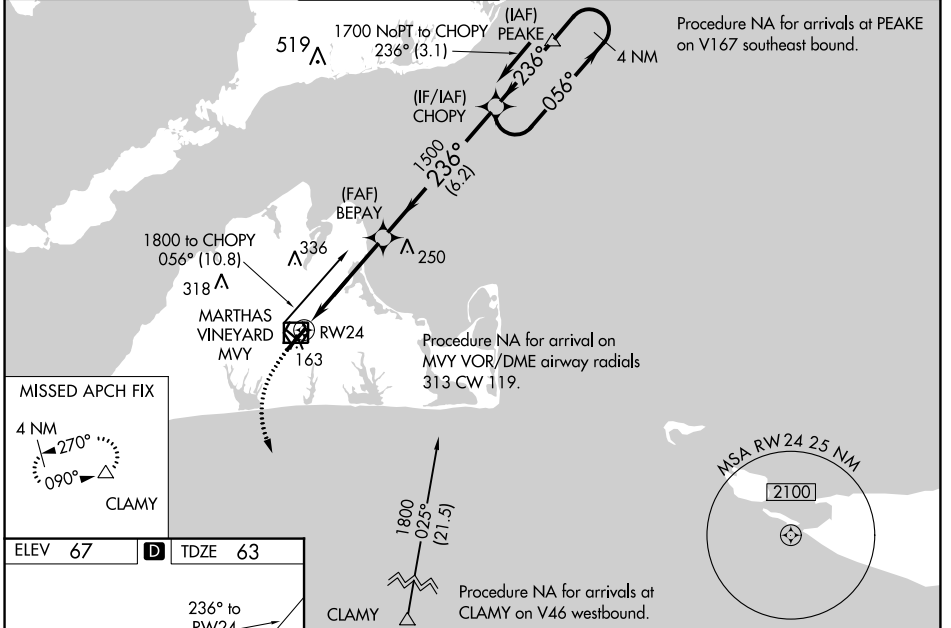 1700 NoPT to CHOPY
236° (3.1)
(IAF)
PEAKE
Procedure NA for arrivals at PEAKE
on V167 southeast bound.
519
4 NM
236°
056°
(IF/IAF)
CHOPY
1500
236°
(6.2)
(FAF)
BEPAY
1800 to CHOPY
056° (10.8)
336
250
318
MARTHAS
VINEYARD
MVY
RW24
163
Procedure NA for arrival on
MVY VOR/DME airway radials
313 CW 119.
MISSED APCH FIX
4 NM
270°
090°
CLAMY
MSA RW24 25 NM
2100
1800
025°
(21.5)
CLAMY
Procedure NA for arrivals at
CLAMY on V46 westbound.
ELEV 67 D TDZE 63
236° to
RW24